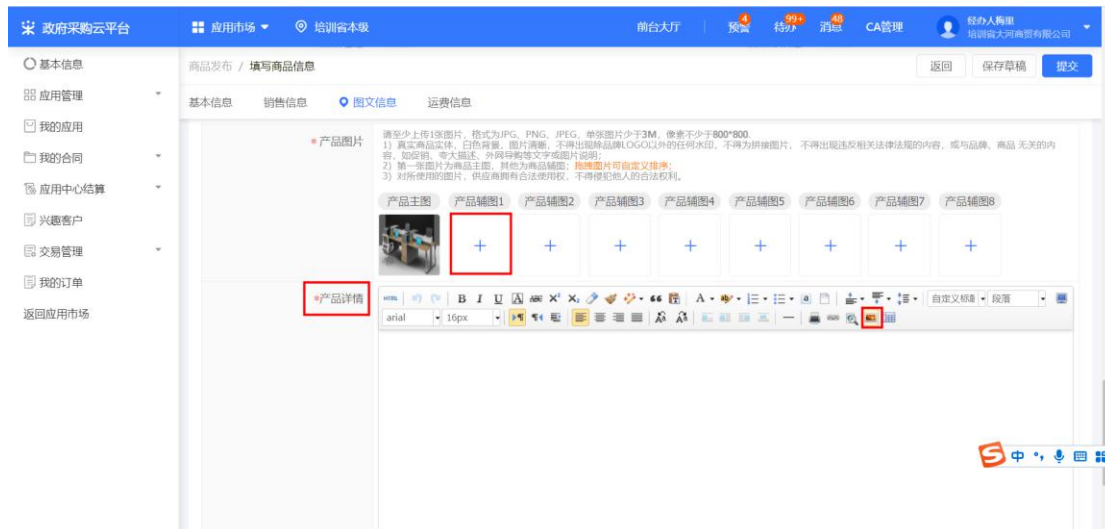 政府采购云平台
应用市场
培训省本级
前台大厅
预警
4
待办
99+
消息
48
CA管理
经办人梅里
培训省大河商贸有限公司
基本信息
应用管理
我的应用
我的合同
应用中心结算
兴趣客户
交易管理
我的订单
返回应用市场
商品发布 / 填写商品信息
返回
保存草稿
提交
基本信息 销售信息 图文信息 运费信息
*产品图片
请至少上传1张图片，格式为JPG、PNG、JPEG，单张图片少于3M，像素不少于800*800.
1) 真实商品实体，白色背景，图片清晰，不得出现除品牌LOGO以外的任何水印，不得为拼接图片， 不得出现违反相关法律法规的内容，或与品牌、商品 无关的内
容，如促销、夸大描述、外网导购等文字或图片说明；
2) 第一张图片为商品主图，其他为商品辅图；拖拽图片可自定义排序；
3) 对所使用的图片，供应商拥有合法使用权，不得侵犯他人的合法权利。
产品主图 产品辅图1 产品辅图2 产品辅图3 产品辅图4 产品辅图5 产品辅图6 产品辅图7 产品辅图8
*产品详情
HTML B I U A ABC X² X₂ A 自定义标题 段落
arial 16px
中